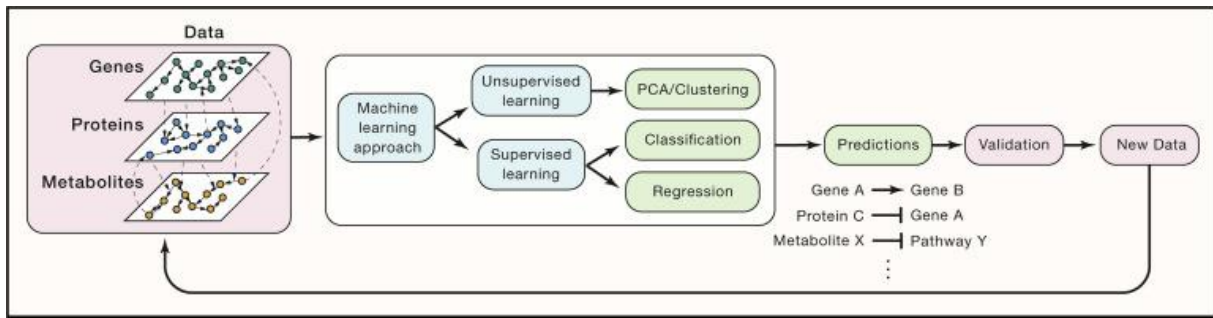 Data
Genes
Proteins
Metabolites
Machine
learning
approach
Unsupervised
learning
Supervised
learning
PCA/Clustering
Classification
Regression
Predictions
Validation
New Data
Gene A Gene B
Protein C Gene A
Metabolite X Pathway Y
⋮